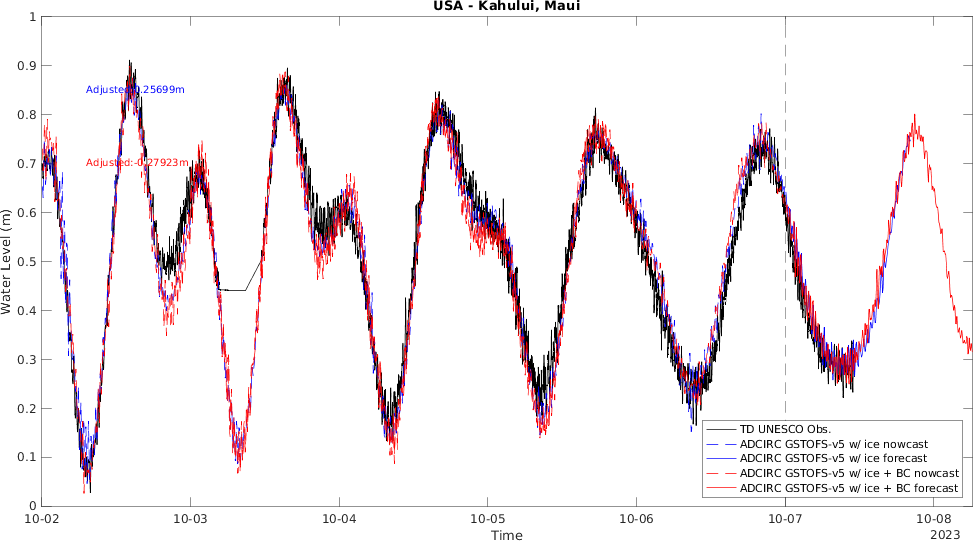 USA - Kahului, Maui
1
0.9
0.8
0.7
0.6
0.5
0.4
0.3
0.2
0.1
0
Water Level (m)
Adjusted:0.25699m
Adjusted:-0.27923m
TD UNESCO Obs.
ADCIRC GSTOFS-v5 w/ ice nowcast
ADCIRC GSTOFS-v5 w/ ice forecast
ADCIRC GSTOFS-v5 w/ ice + BC nowcast
ADCIRC GSTOFS-v5 w/ ice + BC forecast
10-02 10-03 10-04 10-05 10-06 10-07 10-08
2023
Time